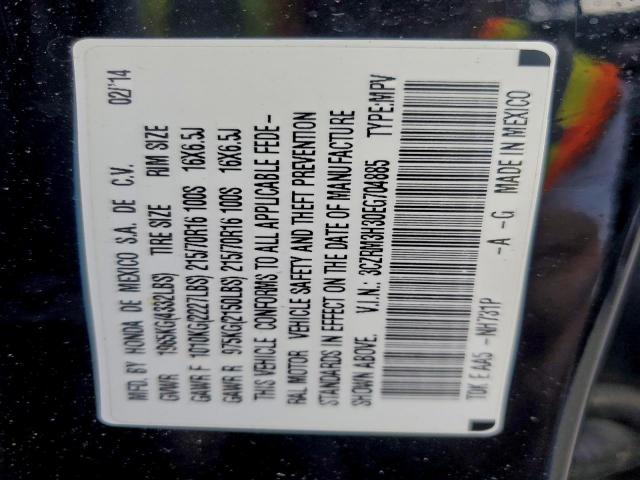 MFD. BY HONDA DE MEXICO S.A. DE C.V. 02/'14
GVWR 1965KG(4332LBS) TIRE SIZE RIM SIZE
GAWR F 1010KG(2227LBS) 215/70R16 100S 16X6.5J
GAWR R 975KG(2150LBS) 215/70R16 100S 16X6.5J
THIS VEHICLE CONFORMS TO ALL APPLICABLE FEDE-
RAL MOTOR VEHICLE SAFETY AND THEFT PREVENTION
STANDARDS IN EFFECT ON THE DATE OF MANUFACTURE
SHOWN ABOVE. V.I.N: 3CZRM3H30EG704885 TYPE:MPV
T0K E AA5 -NH731P -A -G MADE IN MEXICO